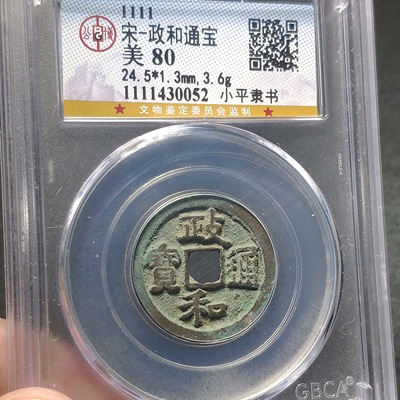 1111
宋-政和通宝
美 80
24.5*1.3mm,3.6g
1111430052 小平隶书
★ 文物鉴定委员会监制 ★
政
寳 通
和
GBCA